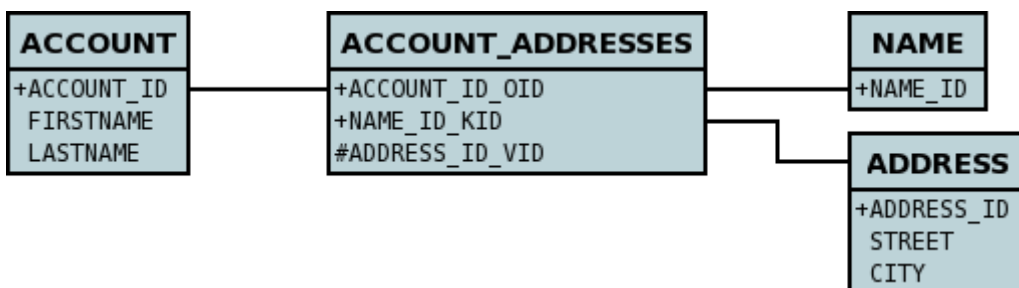 ACCOUNT
+ACCOUNT_ID
FIRSTNAME
LASTNAME
ACCOUNT_ADDRESSES
+ACCOUNT_ID_OID
+NAME_ID_KID
#ADDRESS_ID_VID
NAME
+NAME_ID
ADDRESS
+ADDRESS_ID
STREET
CITY